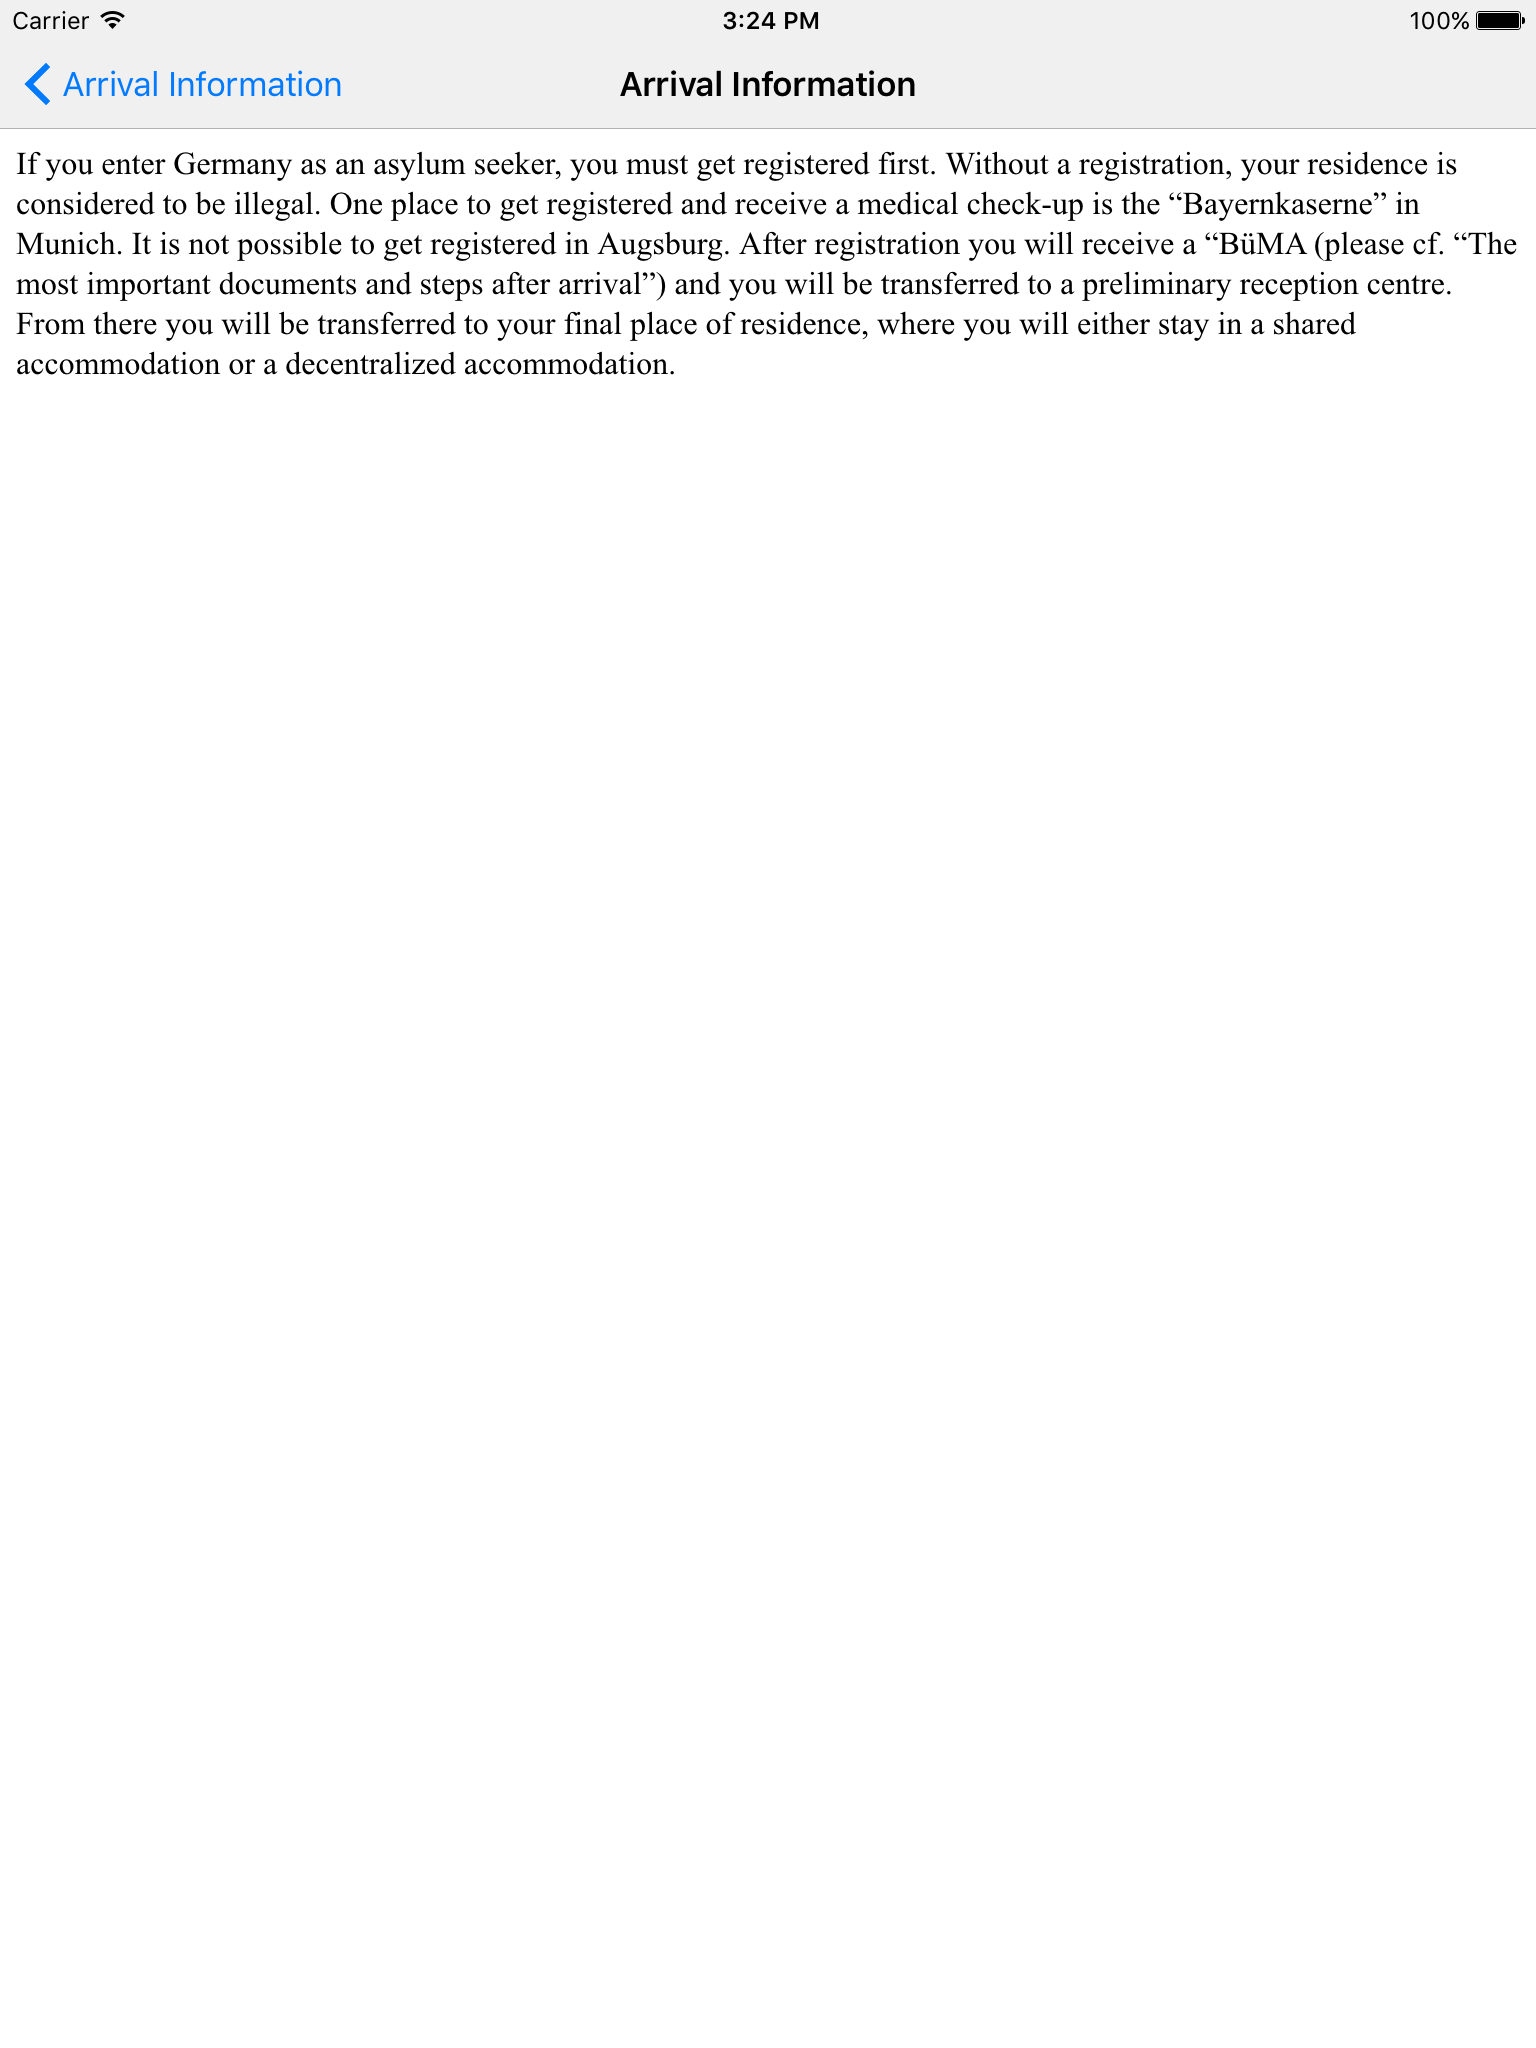 Carrier
3:24 PM
100%
Arrival Information
Arrival Information
If you enter Germany as an asylum seeker, you must get registered first. Without a registration, your residence is
considered to be illegal. One place to get registered and receive a medical check-up is the “Bayernkaserne” in
Munich. It is not possible to get registered in Augsburg. After registration you will receive a “BüMA (please cf. “The
most important documents and steps after arrival”) and you will be transferred to a preliminary reception centre.
From there you will be transferred to your final place of residence, where you will either stay in a shared
accommodation or a decentralized accommodation.